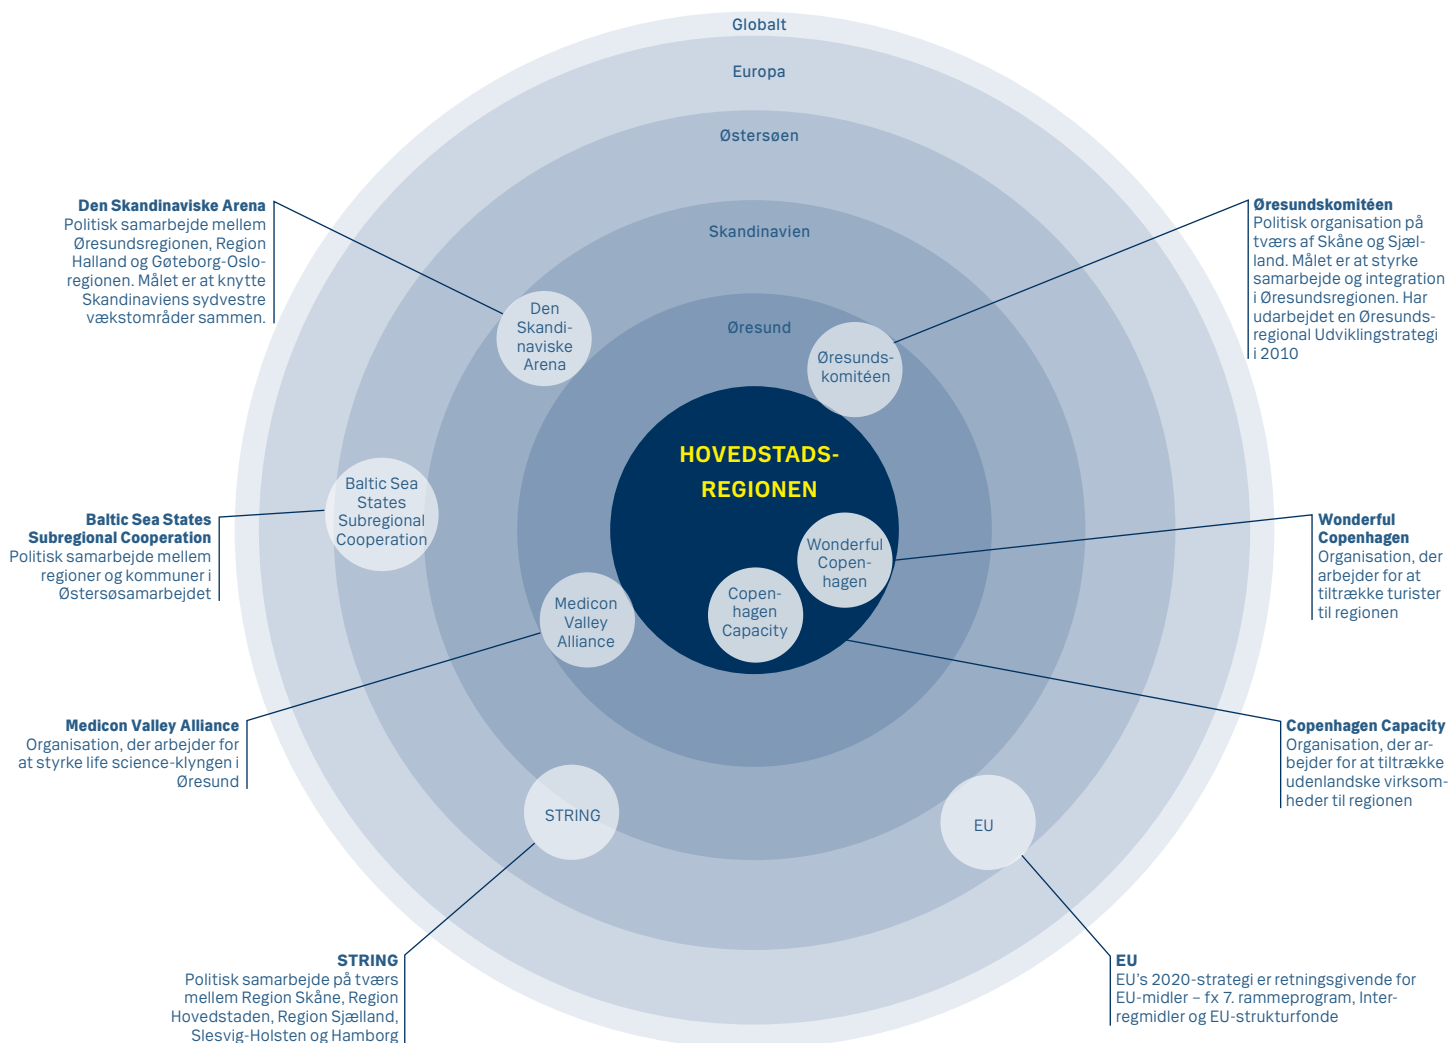 Globalt
Europa
Østersøen
Skandinavien
Øresund
HOVEDSTADS-
REGIONEN
Den Skandinaviske Arena
Politisk samarbejde mellem
Øresundsregionen, Region
Halland og Gøteborg-Oslo-
regionen. Målet er at knytte
Skandinaviens sydvestre
vækstområder sammen.
Den
Skandi-
naviske
Arena
Øresunds-
komitéen
Øresundskomitéen
Politisk organisation på
tværs af Skåne og Sjæl-
land. Målet er at styrke
samarbejde og integration
i Øresundsregionen. Har
udarbejdet en Øresunds-
regional Udviklingstrategi
i 2010
Baltic Sea States
Subregional Cooperation
Politisk samarbejde mellem
regioner og kommuner i
Østersøsamarbejdet
Baltic Sea
States
Subregional
Cooperation
Wonderful
Copen-
hagen
Wonderful
Copenhagen
Organisation, der
arbejder for at
tiltrække turister
til regionen
Medicon
Valley
Alliance
Copen-
hagen
Capacity
Medicon Valley Alliance
Organisation, der arbejder for
at styrke life science-klyngen i
Øresund
Copenhagen Capacity
Organisation, der ar-
bejder for at tiltrække
udenlandske virksom-
heder til regionen
STRING
EU
STRING
Politisk samarbejde på tværs
mellem Region Skåne, Region
Hovedstaden, Region Sjælland,
Slesvig-Holsten og Hamborg
EU
EU's 2020-strategi er retningsgivende for
EU-midler – fx 7. rammeprogram, Inter-
regmidler og EU-strukturfonde